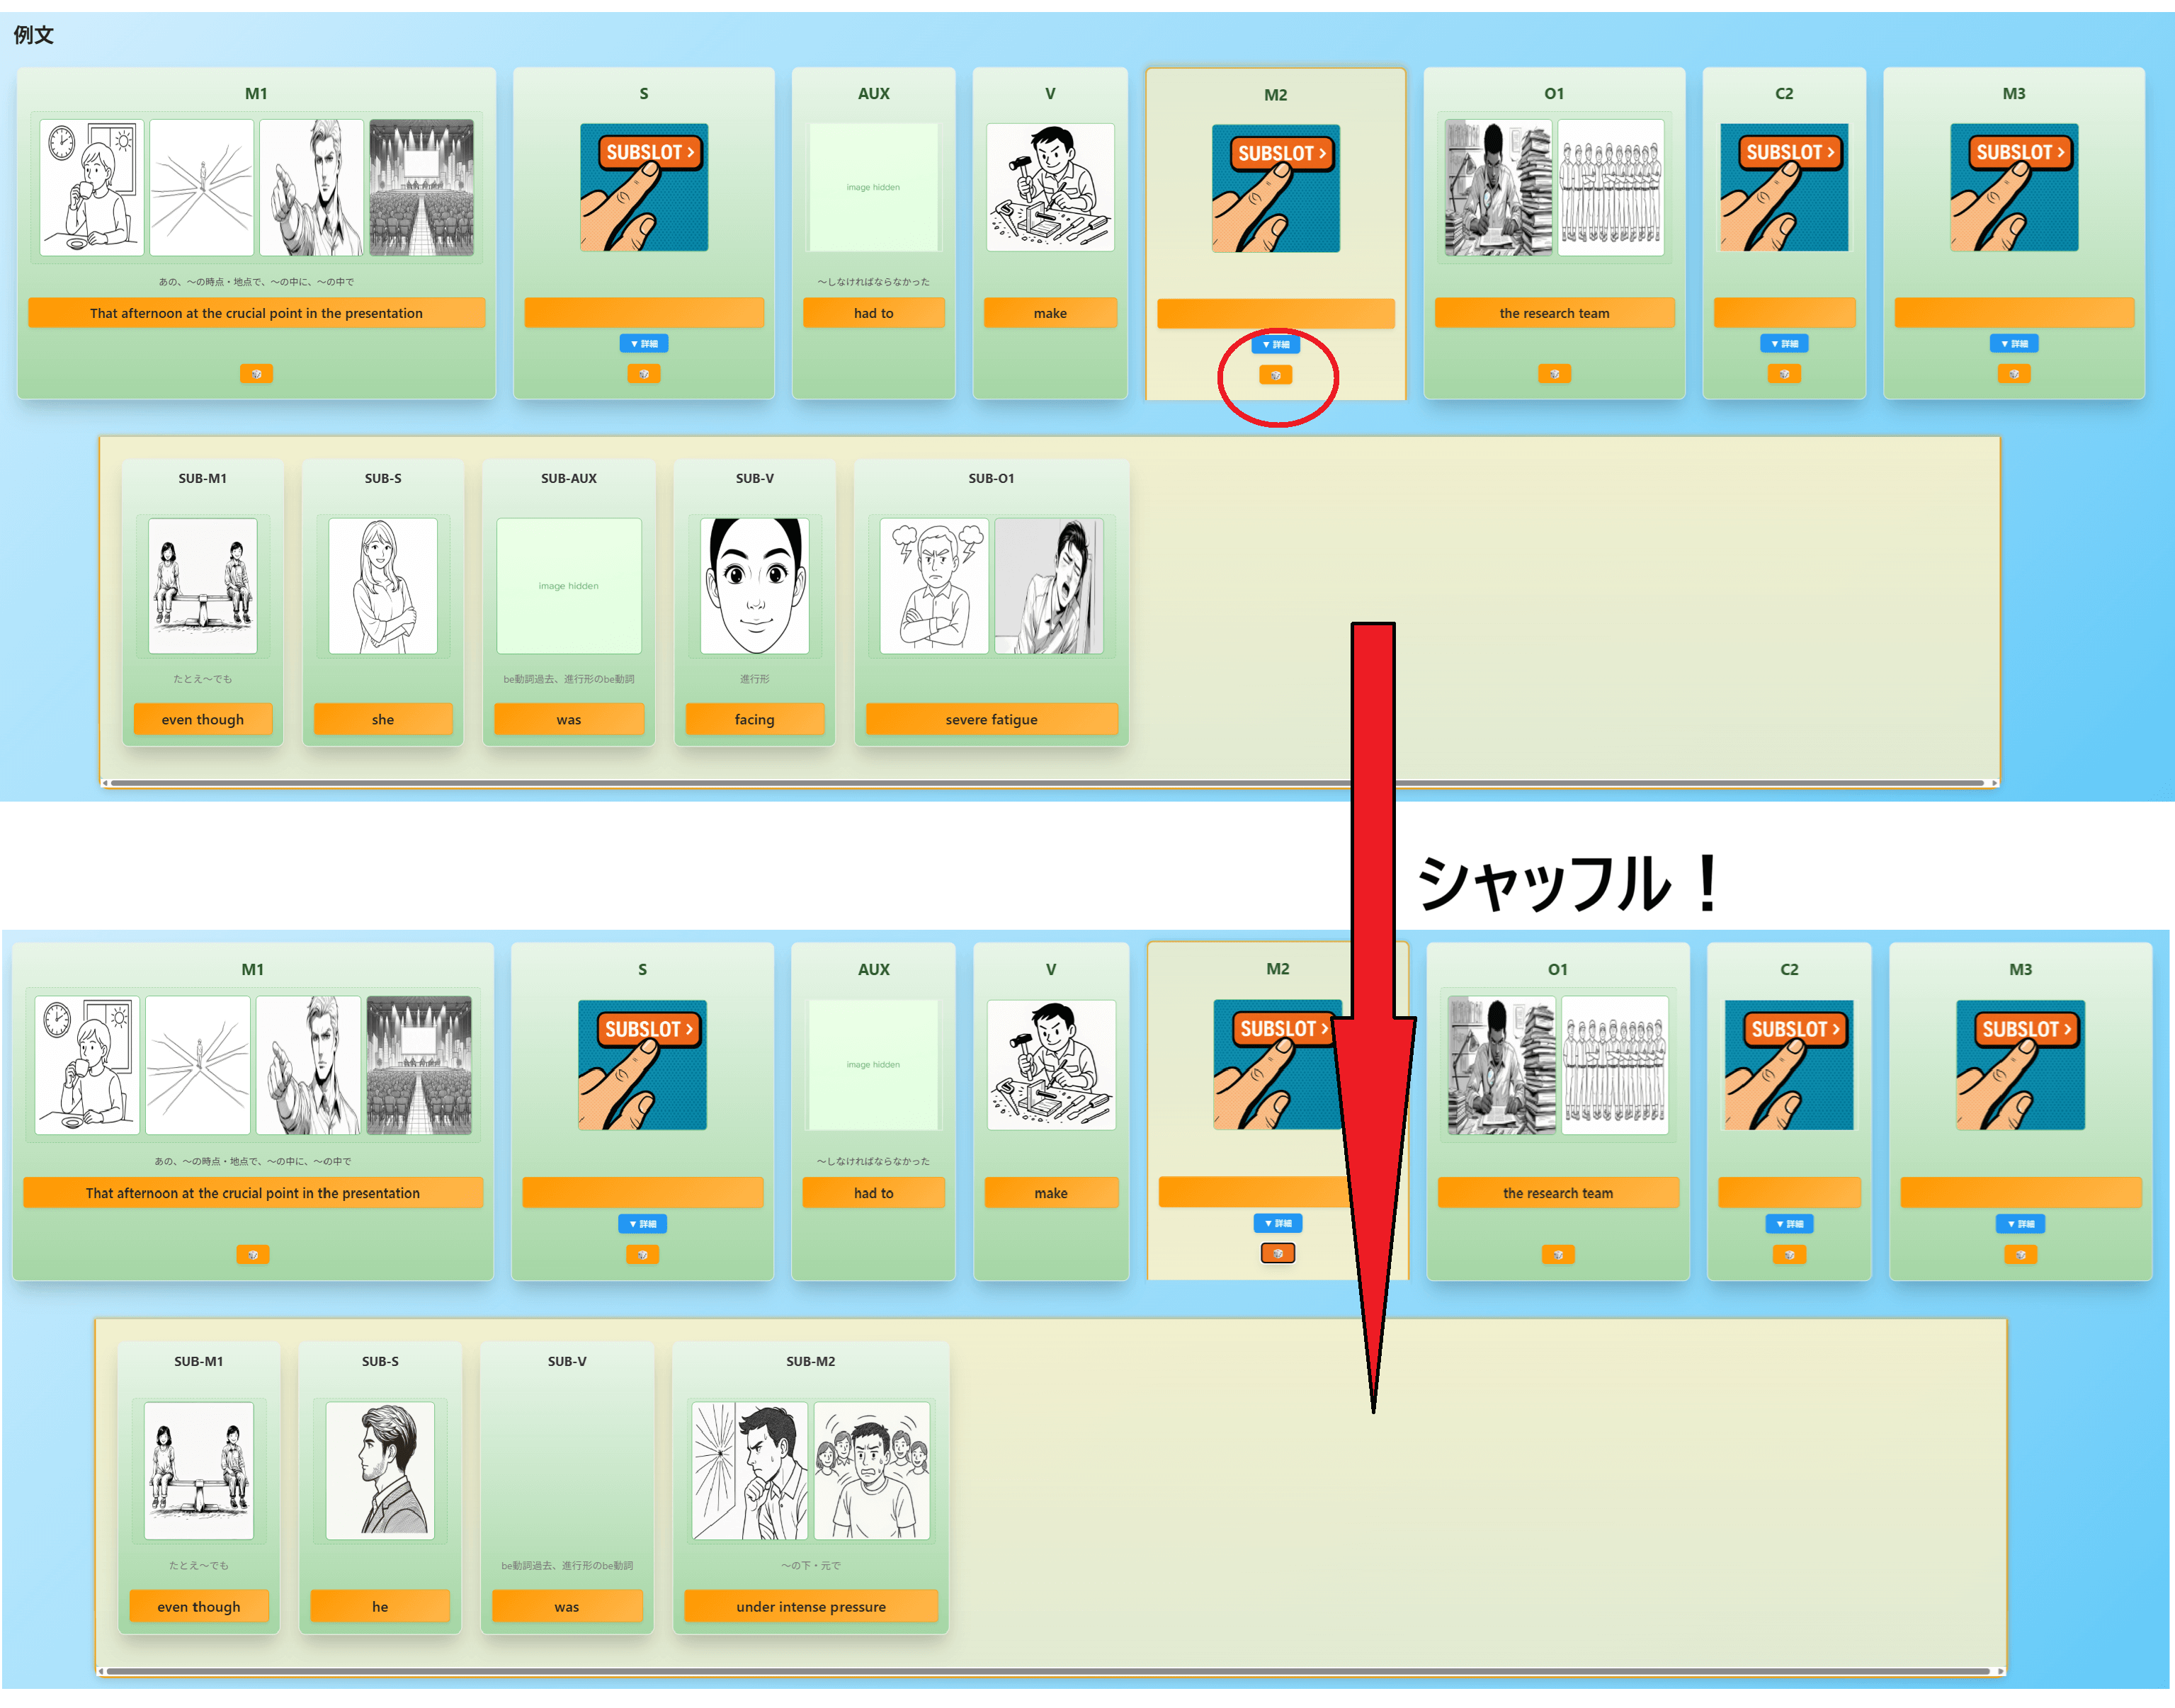 例文
M1
S
AUX
V
M2
O1
C2
M3
SUBSLOT >
image hidden
SUBSLOT >
SUBSLOT >
SUBSLOT >
あの、～の時点・地点で、～の中に、～の中で
～しなければならなかった
That afternoon at the crucial point in the presentation
had to
make
the research team
▼ 詳細
▼ 詳細
▼ 詳細
▼ 詳細
SUB-M1
SUB-S
SUB-AUX
SUB-V
SUB-O1
image hidden
たとえ～でも
be動詞過去、進行形のbe動詞
進行形
even though
she
was
facing
severe fatigue
シャッフル！
M1
S
AUX
V
M2
O1
C2
M3
SUBSLOT >
image hidden
SUBSLOT >
SUBSLOT >
SUBSLOT >
あの、～の時点・地点で、～の中に、～の中で
～しなければならなかった
That afternoon at the crucial point in the presentation
had to
make
the research team
▼ 詳細
▼ 詳細
▼ 詳細
▼ 詳細
SUB-M1
SUB-S
SUB-V
SUB-M2
たとえ～でも
be動詞過去、進行形のbe動詞
～の下・元で
even though
he
was
under intense pressure